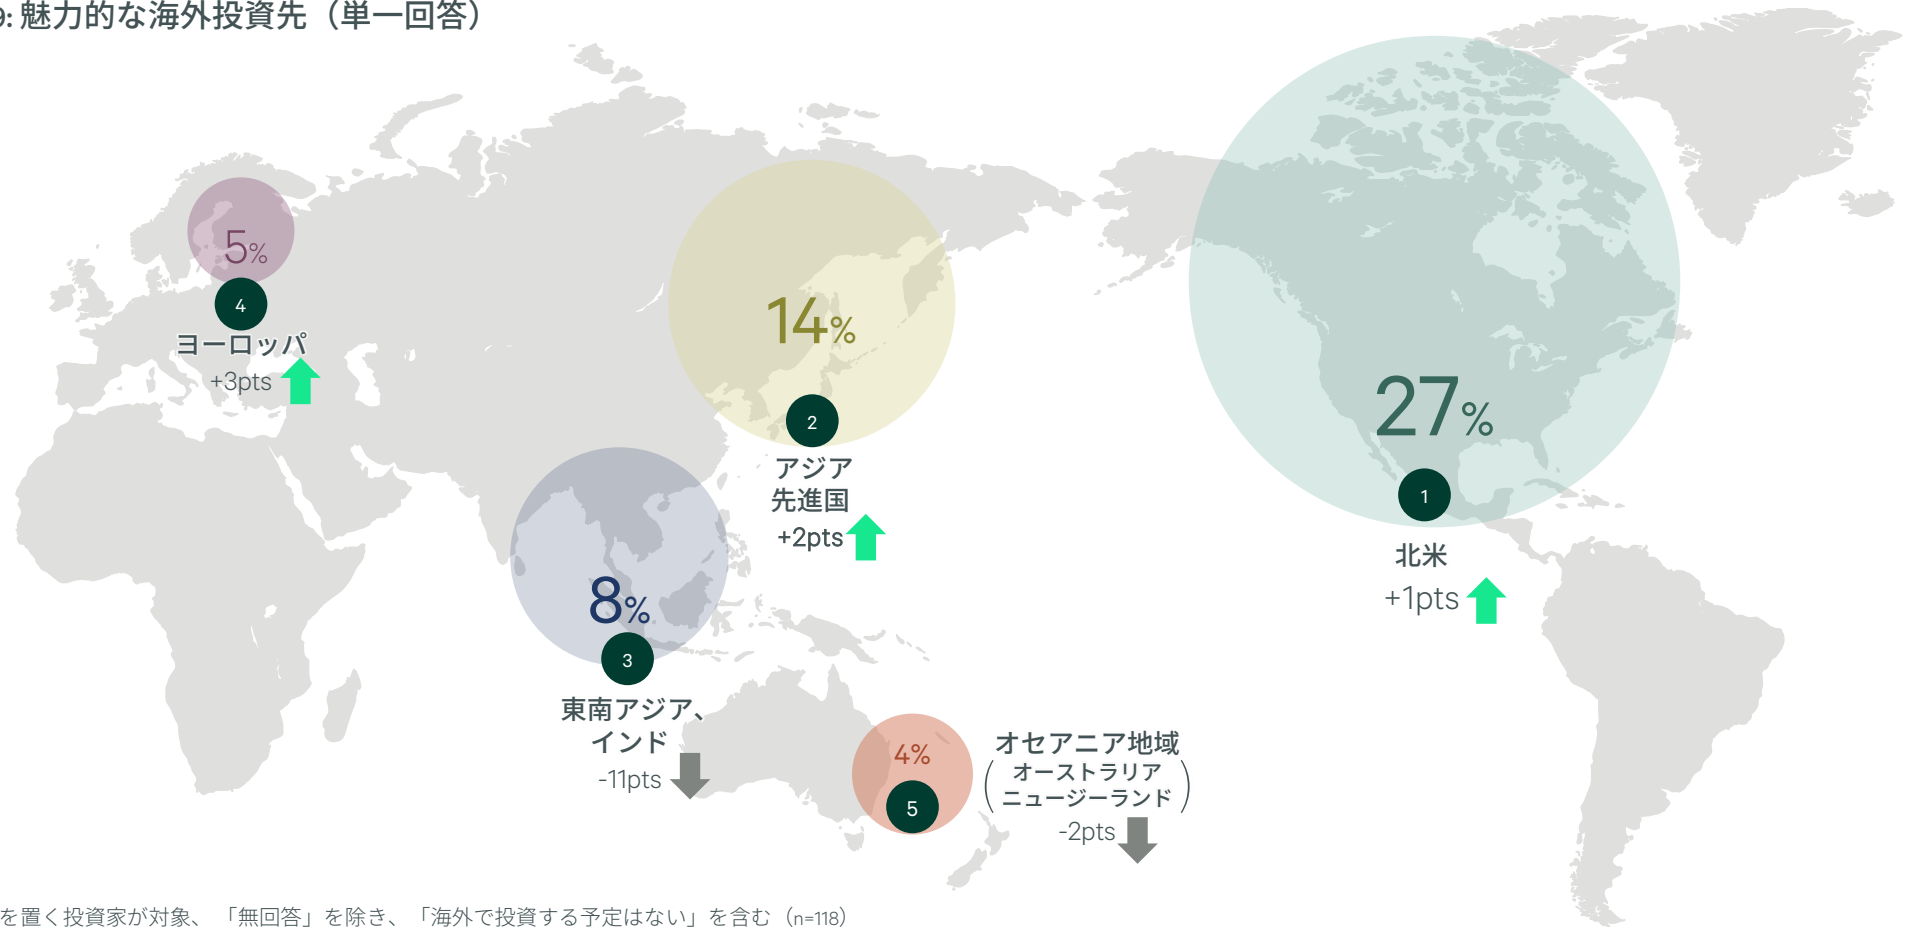 9: 魅力的な海外投資先（単一回答）
5%
4
ヨーロッパ
+3pts
14%
2
アジア
先進国
+2pts
27%
1
北米
+1pts
8%
3
東南アジア、
インド
-11pts
4%
5
オセアニア地域
（オーストラリア
ニュージーランド）
-2pts
を置く投資家が対象、「無回答」を除き、「海外で投資する予定はない」を含む（n=118）